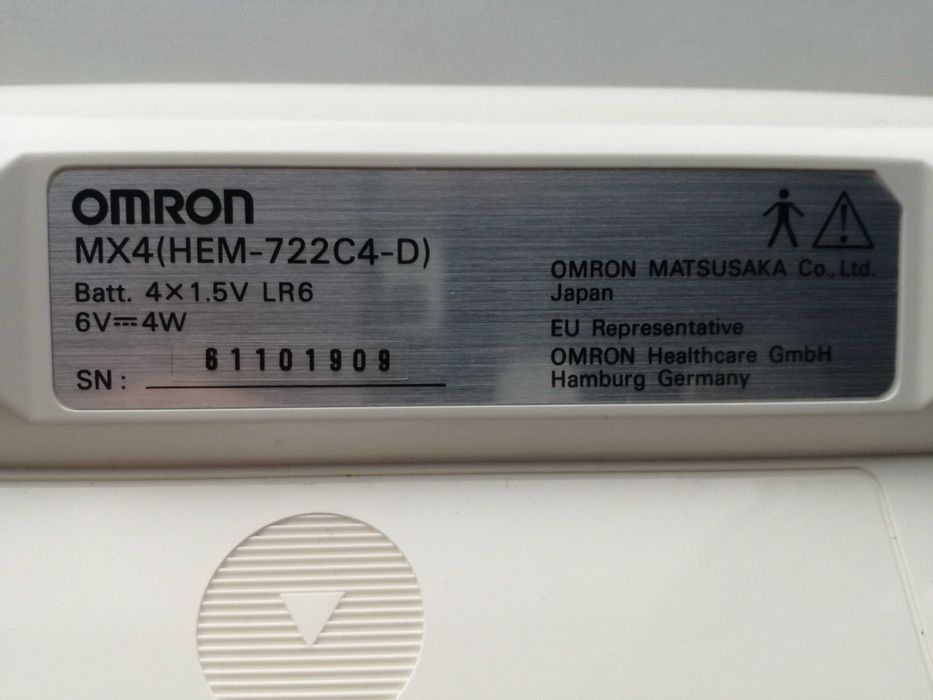 OMRON
MX4(HEM-722C4-D)
Batt. 4×1.5V LR6
6V⎓4W
SN: 61101909
OMRON MATSUSAKA Co., Ltd.
Japan
EU Representative
OMRON Healthcare GmbH
Hamburg Germany